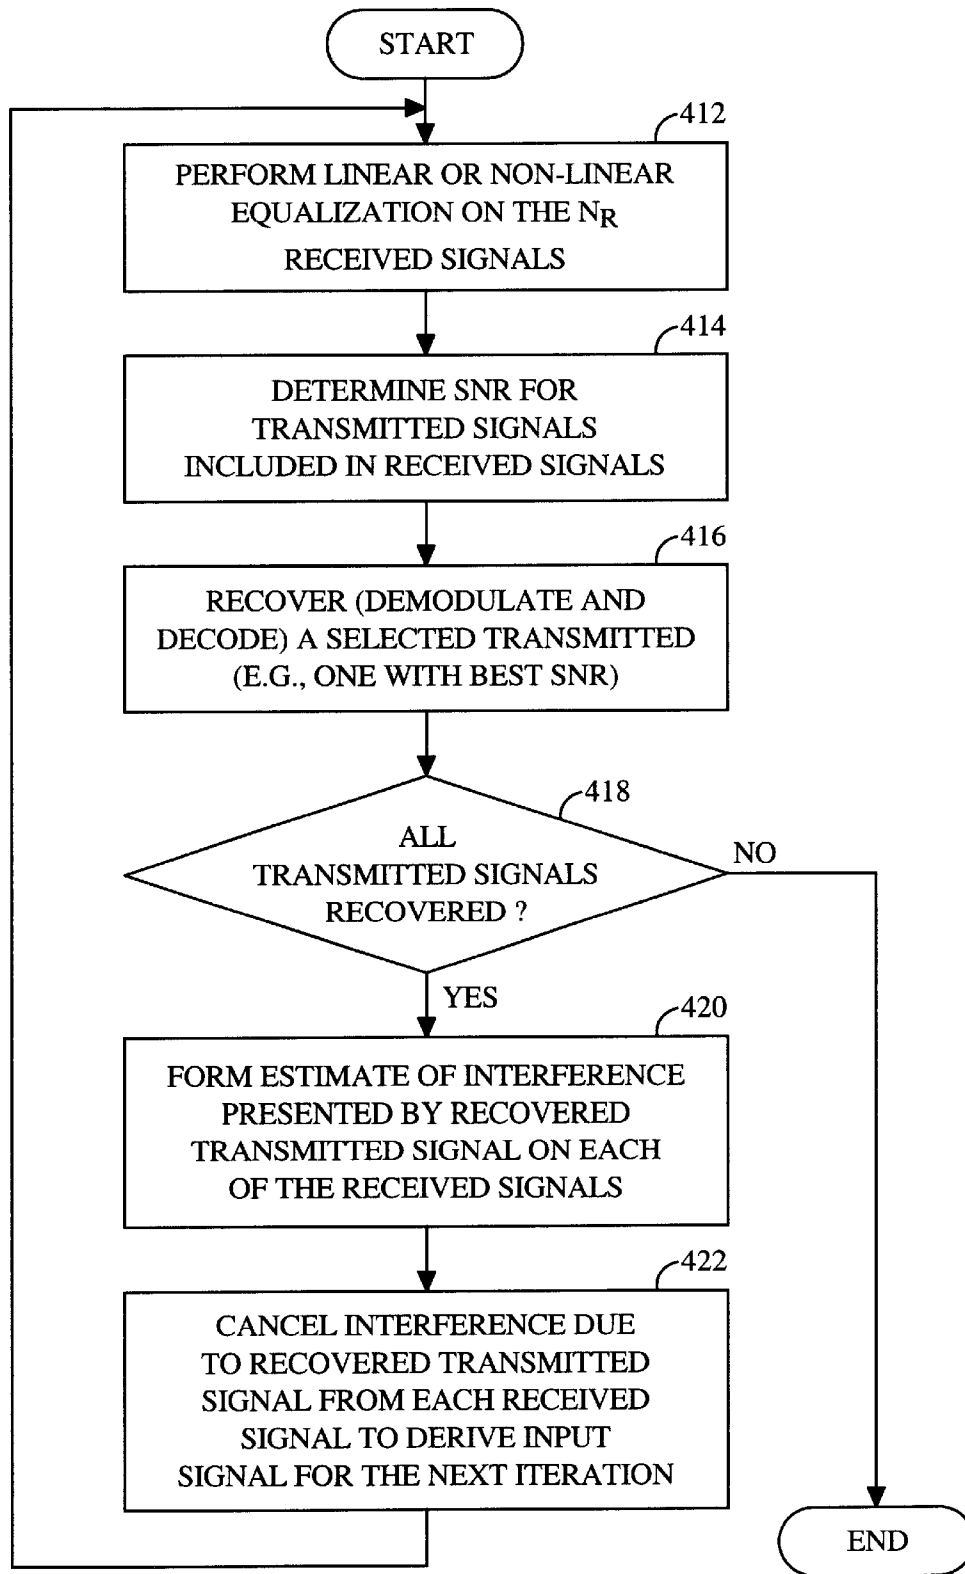 START
412
PERFORM LINEAR OR NON-LINEAR
EQUALIZATION ON THE NR
RECEIVED SIGNALS
414
DETERMINE SNR FOR
TRANSMITTED SIGNALS
INCLUDED IN RECEIVED SIGNALS
416
RECOVER (DEMODULATE AND
DECODE) A SELECTED TRANSMITTED
(E.G., ONE WITH BEST SNR)
418
ALL
TRANSMITTED SIGNALS
RECOVERED ?
NO
YES
420
FORM ESTIMATE OF INTERFERENCE
PRESENTED BY RECOVERED
TRANSMITTED SIGNAL ON EACH
OF THE RECEIVED SIGNALS
422
CANCEL INTERFERENCE DUE
TO RECOVERED TRANSMITTED
SIGNAL FROM EACH RECEIVED
SIGNAL TO DERIVE INPUT
SIGNAL FOR THE NEXT ITERATION
END